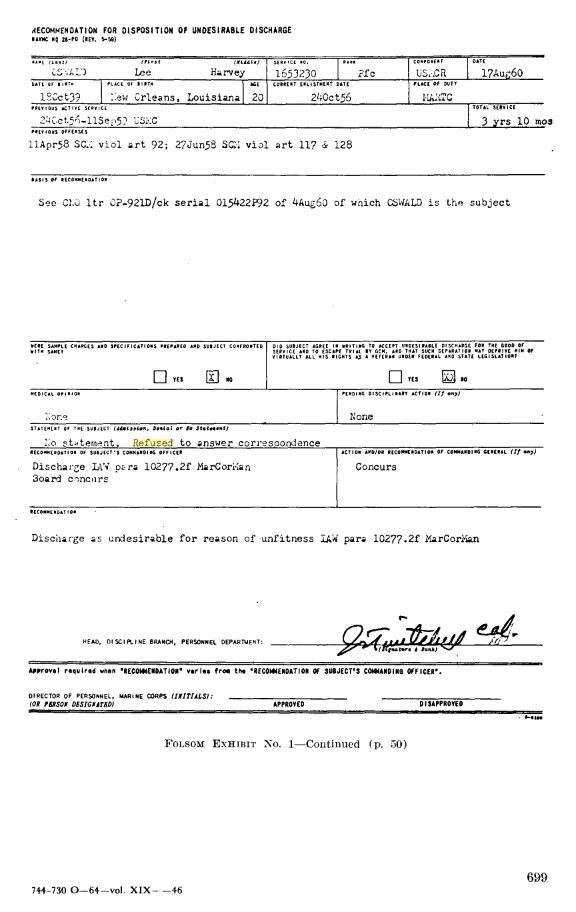 RECOMMENDATION FOR DISPOSITION OF UNDESIRABLE DISCHARGE
NAVMC HQ 28-PD (REV. 5-59)
NAME (Last) (First) (Middle) SERVICE NO. RANK COMPONENT DATE
OSWALD Lee Harvey 1653230 Pfc USMCR 17Aug60
DATE OF BIRTH PLACE OF BIRTH AGE CURRENT ENLISTMENT DATE PLACE OF DUTY
18Oct39 New Orleans, Louisiana 20 24Oct56 MARTC
PREVIOUS ACTIVE SERVICE TOTAL SERVICE
24Oct56-11Sep59 USMC 3 yrs 10 mos
PREVIOUS OFFENSES
11Apr58 SCM viol art 92; 27Jun58 SCM viol art 117 & 128
BASIS OF RECOMMENDATION
See CNO ltr OP-921D/ck serial 015422P92 of 4Aug60 of which OSWALD is the subject
WERE SAMPLE CHARGES AND SPECIFICATIONS PREPARED AND SUBJECT CONFRONTED
WITH SAME?
YES X NO
DID SUBJECT AGREE IN WRITING TO ACCEPT UNDESIRABLE DISCHARGE FOR THE GOOD OF
SERVICE AND TO ESCAPE TRIAL BY GCM, AND THAT SUCH SEPARATION MAY DEPRIVE HIM OF
VIRTUALLY ALL HIS RIGHTS AS A VETERAN UNDER FEDERAL AND STATE LEGISLATION?
YES XX NO
MEDICAL OPINION PENDING DISCIPLINARY ACTION (If any)
None None
STATEMENT OF THE SUBJECT (Admission, Denial or No Statement)
No statement, Refused to answer correspondence
RECOMMENDATION OF SUBJECT'S COMMANDING OFFICER ACTION AND/OR RECOMMENDATION OF COMMANDING GENERAL (If any)
Discharge IAW para 10277.2f MarCorMan Concurs
Board concurs
RECOMMENDATION
Discharge as undesirable for reason of unfitness IAW para 10277.2f MarCorMan
HEAD, DISCIPLINE BRANCH, PERSONNEL DEPARTMENT:
(Signature & Rank)
Approval required when "RECOMMENDATION" varies from the "RECOMMENDATION OF SUBJECT'S COMMANDING OFFICER".
DIRECTOR OF PERSONNEL, MARINE CORPS (INITIALS):
(OR PERSON DESIGNATED) APPROVED DISAPPROVED
FOLSOM EXHIBIT NO. 1—Continued (p. 50)
699
744-730 O—64—vol. XIX——46